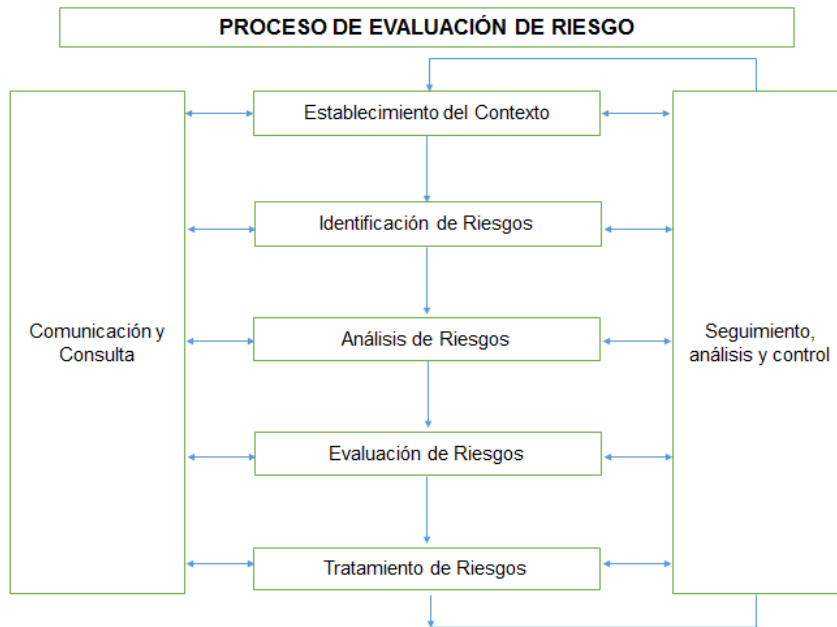 PROCESO DE EVALUACIÓN DE RIESGO
Establecimiento del Contexto
Identificación de Riesgos
Comunicación y
Consulta
Análisis de Riesgos
Seguimiento,
análisis y control
Evaluación de Riesgos
Tratamiento de Riesgos